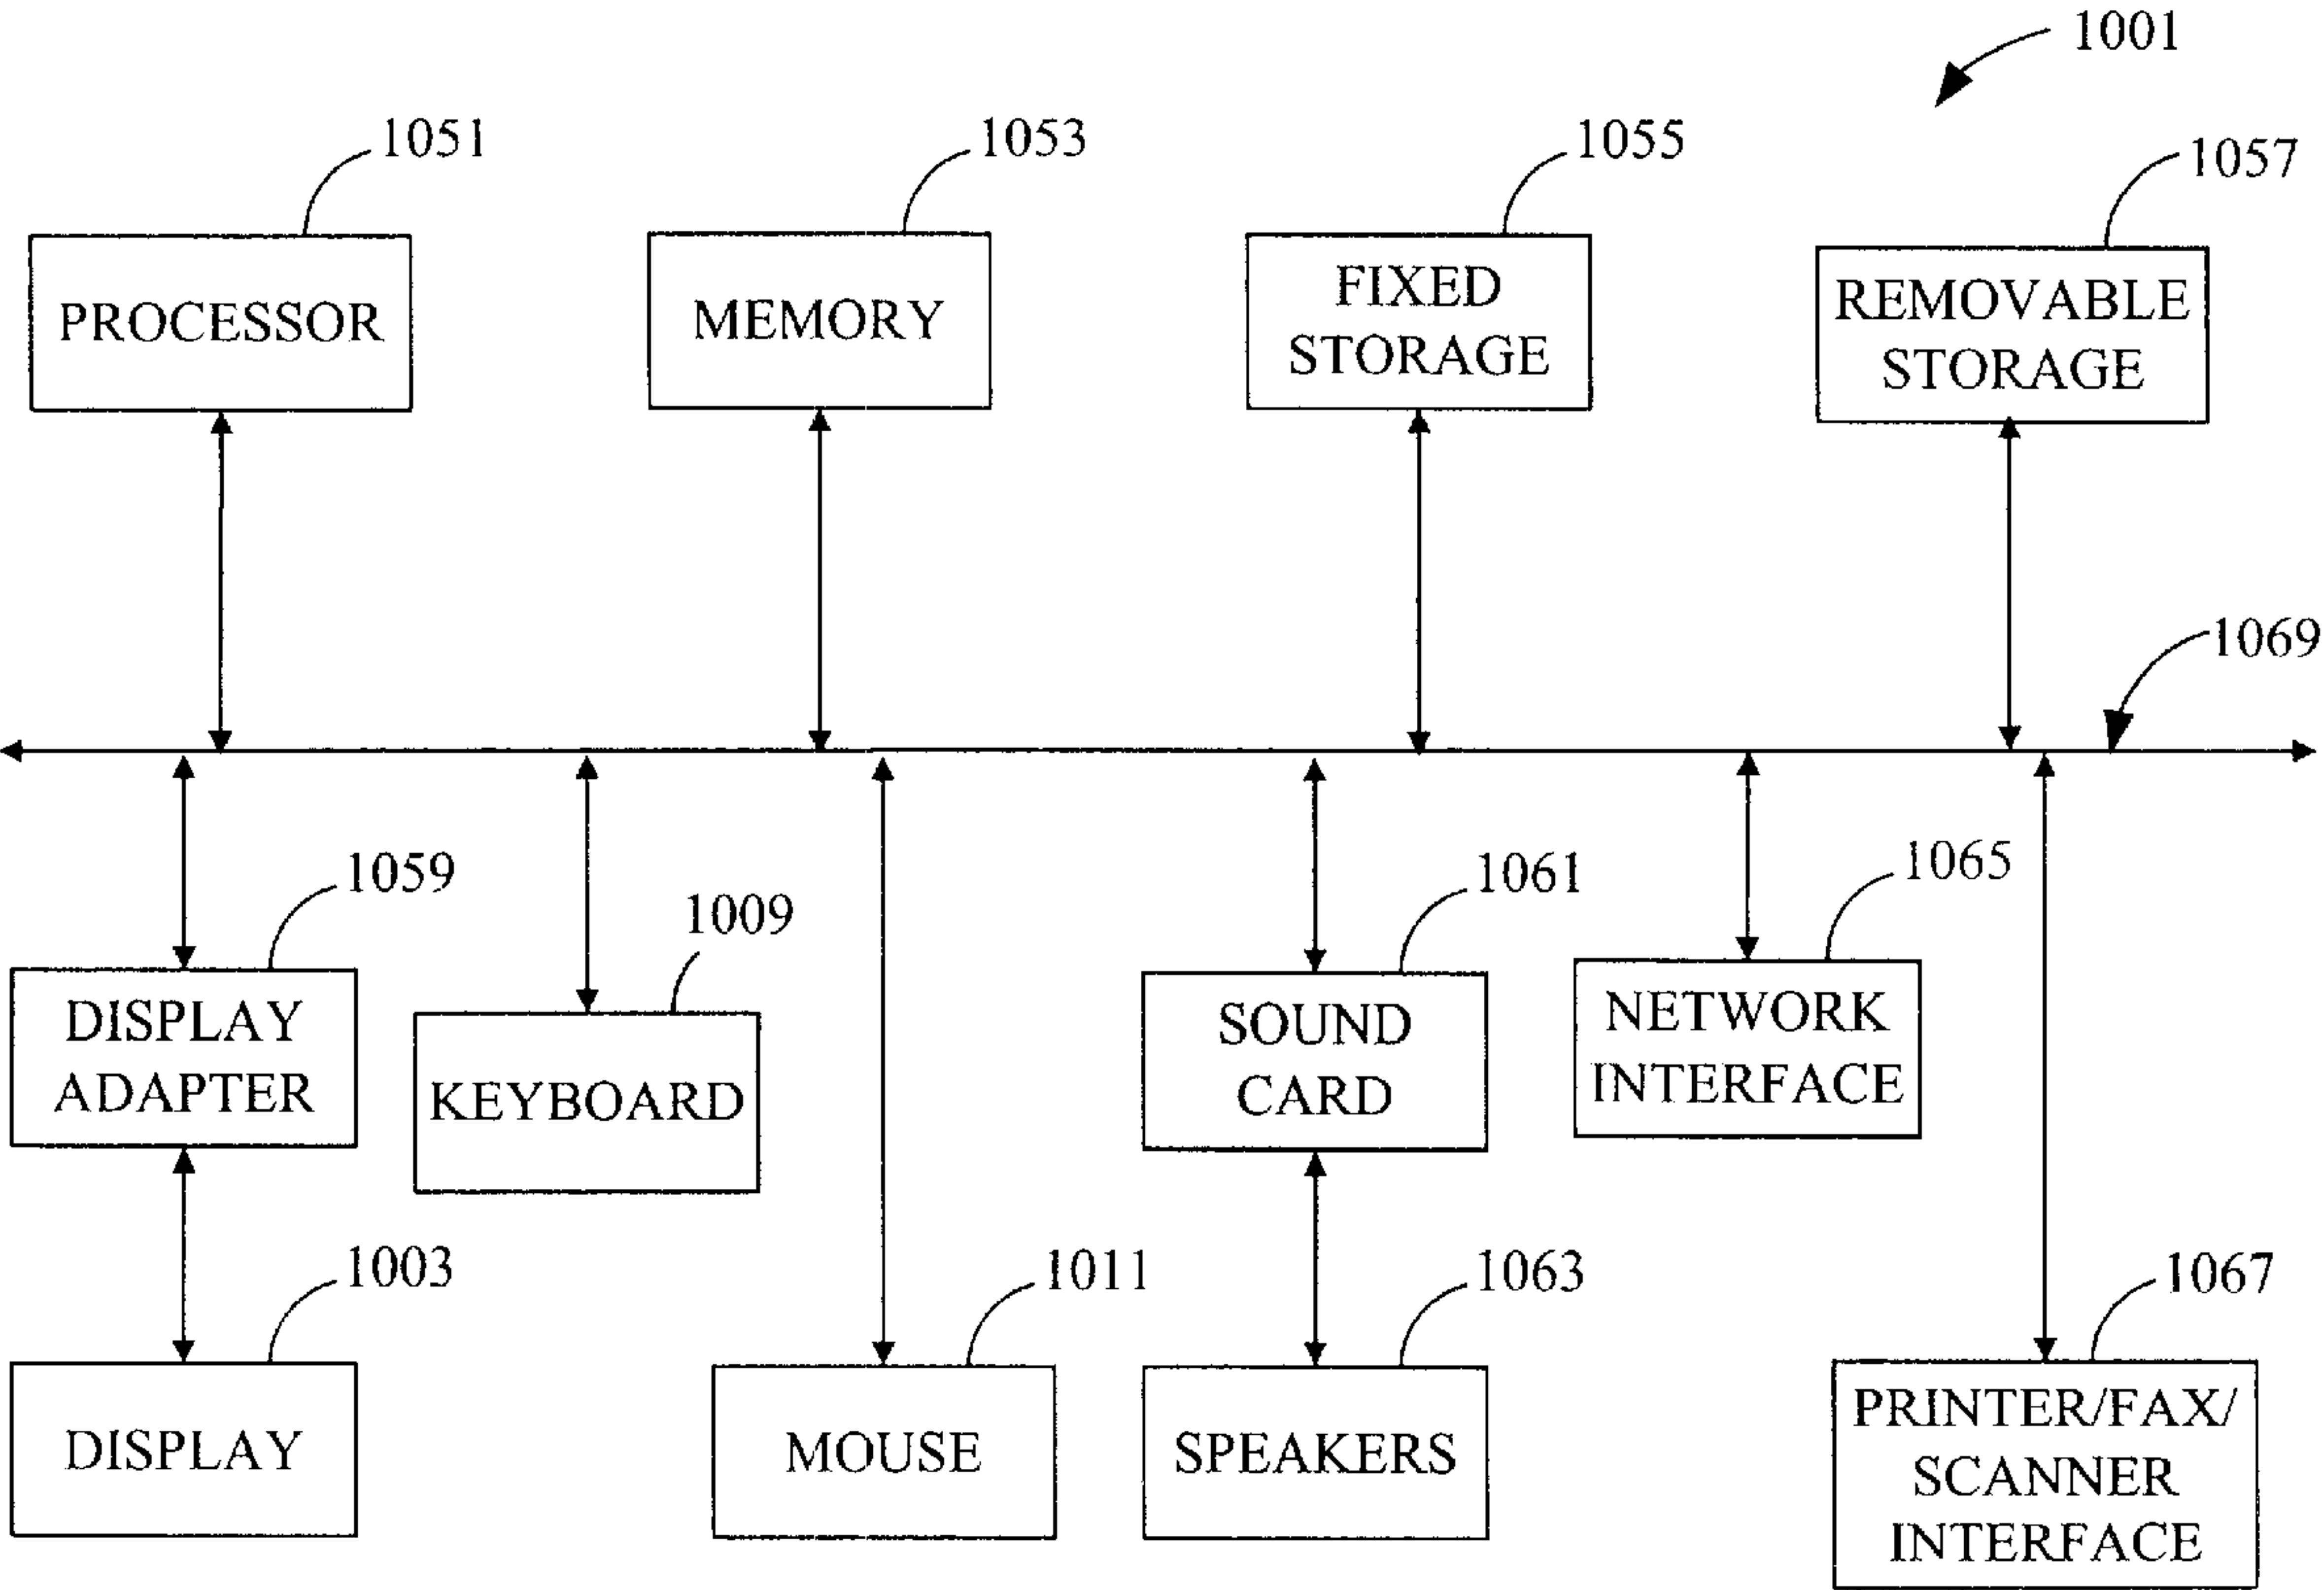 1001
1051
1053
1055
1057
PROCESSOR
MEMORY
FIXED
STORAGE
REMOVABLE
STORAGE
1069
1059
1009
1061
1065
DISPLAY
ADAPTER
KEYBOARD
SOUND
CARD
NETWORK
INTERFACE
1003
1011
1063
1067
DISPLAY
MOUSE
SPEAKERS
PRINTER/FAX/
SCANNER
INTERFACE